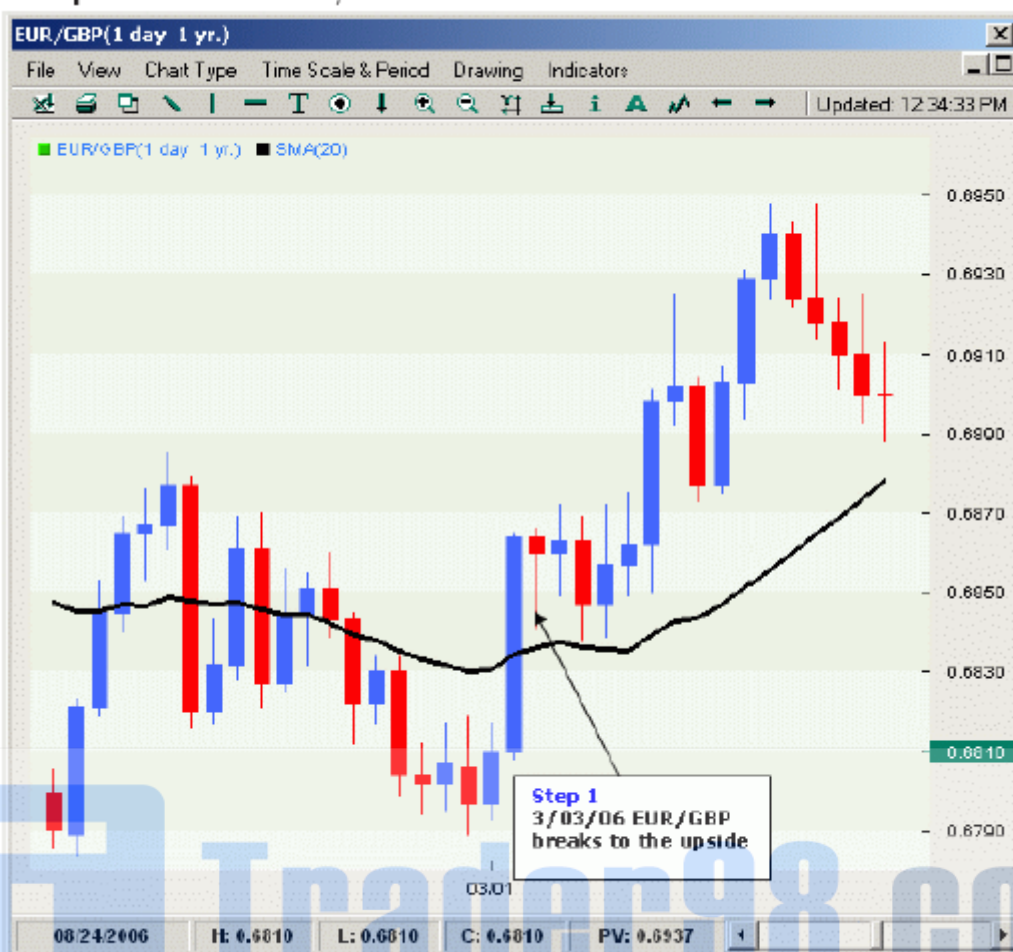 EUR/GBP(1 day 1 yr.)
File View Chart Type Time Scale & Period Drawing Indicators
T i A Updated: 12:34:33 PM
EUR/GBP(1 day 1 yr.) SMA(20)
0.6950
0.6930
0.6910
0.6900
0.6870
0.6950
0.6830
0.6810
0.6790
Step 1
3/03/06 EUR/GBP
breaks to the upside
03/01
Trader98
08/24/2006 H: 0.6810 L: 0.6810 C: 0.6810 PV: 0.6937